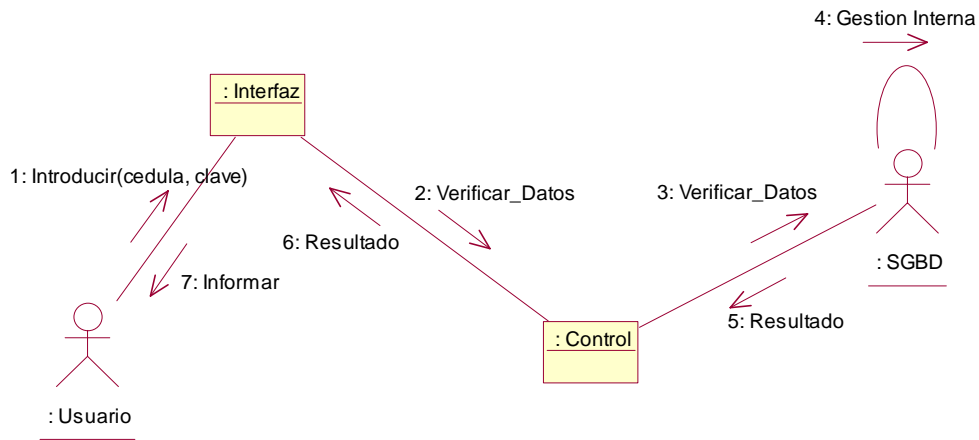 4: Gestion Interna
: Interfaz
1: Introducir(cedula, clave)
2: Verificar_Datos
3: Verificar_Datos
6: Resultado
7: Informar
: SGBD
5: Resultado
: Control
: Usuario